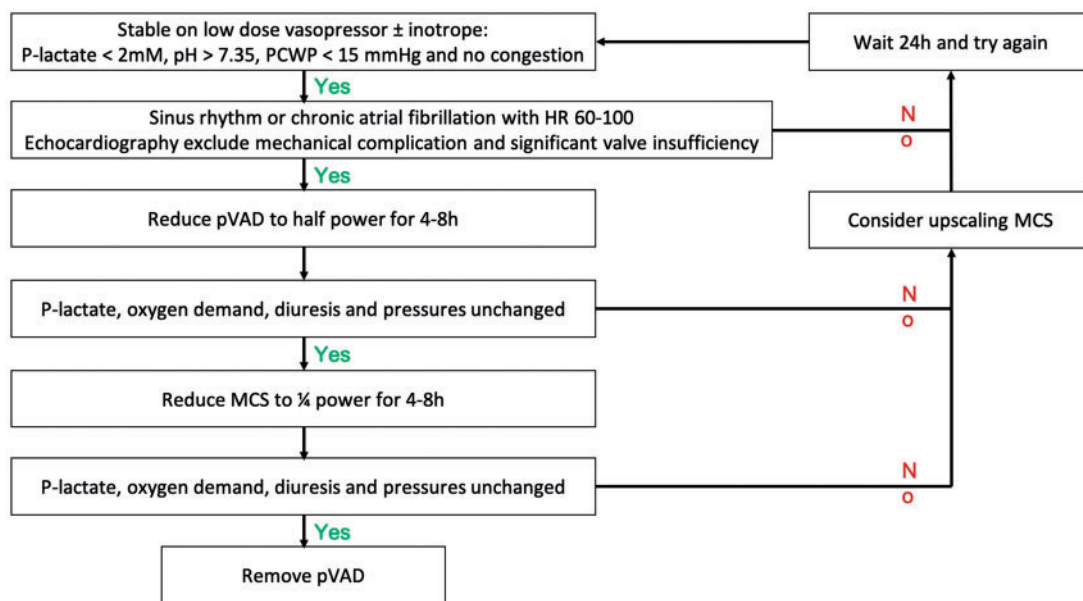 Stable on low dose vasopressor ± inotrope:
P-lactate < 2mM, pH > 7.35, PCWP < 15 mmHg and no congestion
Wait 24h and try again
Yes
Sinus rhythm or chronic atrial fibrillation with HR 60-100
Echocardiography exclude mechanical complication and significant valve insufficiency
N
o
Yes
Reduce pVAD to half power for 4-8h
Consider upscaling MCS
P-lactate, oxygen demand, diuresis and pressures unchanged
N
o
Yes
Reduce MCS to ¼ power for 4-8h
P-lactate, oxygen demand, diuresis and pressures unchanged
N
o
Yes
Remove pVAD